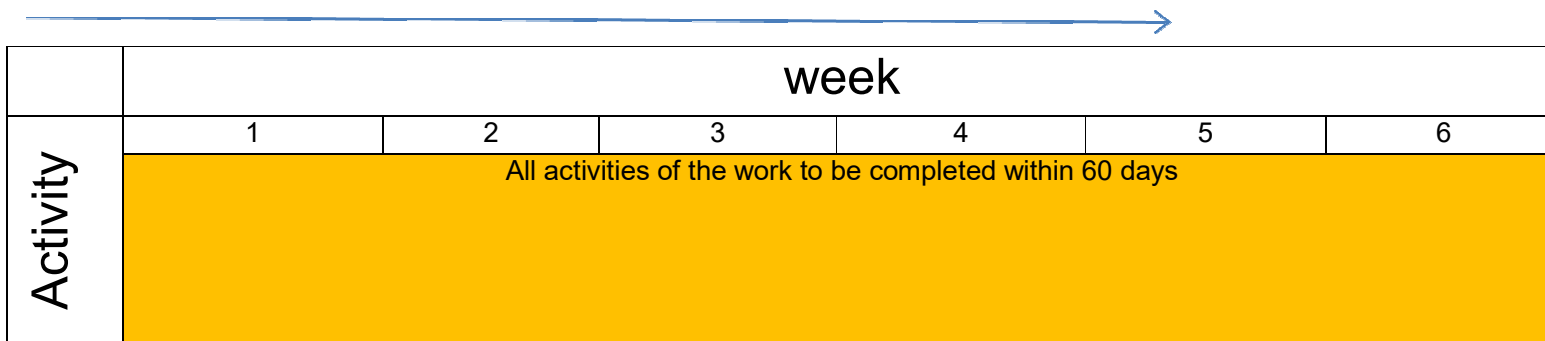 week
1 2 3 4 5 6
Activity
All activities of the work to be completed within 60 days